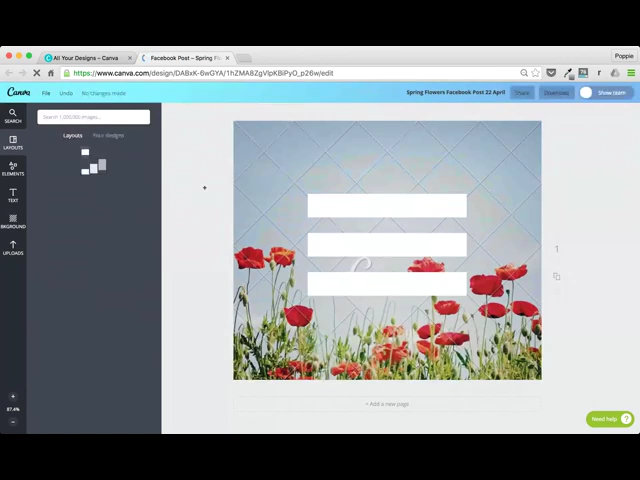 All Your Designs – Canva
Facebook Post – Spring Fl
Poppie
https://www.canva.com/design/DABxK-6wGYA/1hZMA8ZgVlpKBiPyO_p26w/edit
Canva
File
Undo
No changes made
Spring Flowers Facebook Post 22 April
Share
Download
Show team
Search 1,000,000 images...
SEARCH
Layouts
Your designs
LAYOUTS
ELEMENTS
TEXT
BKGROUND
UPLOADS
1
+ Add a new page
87.4%
Need help
?